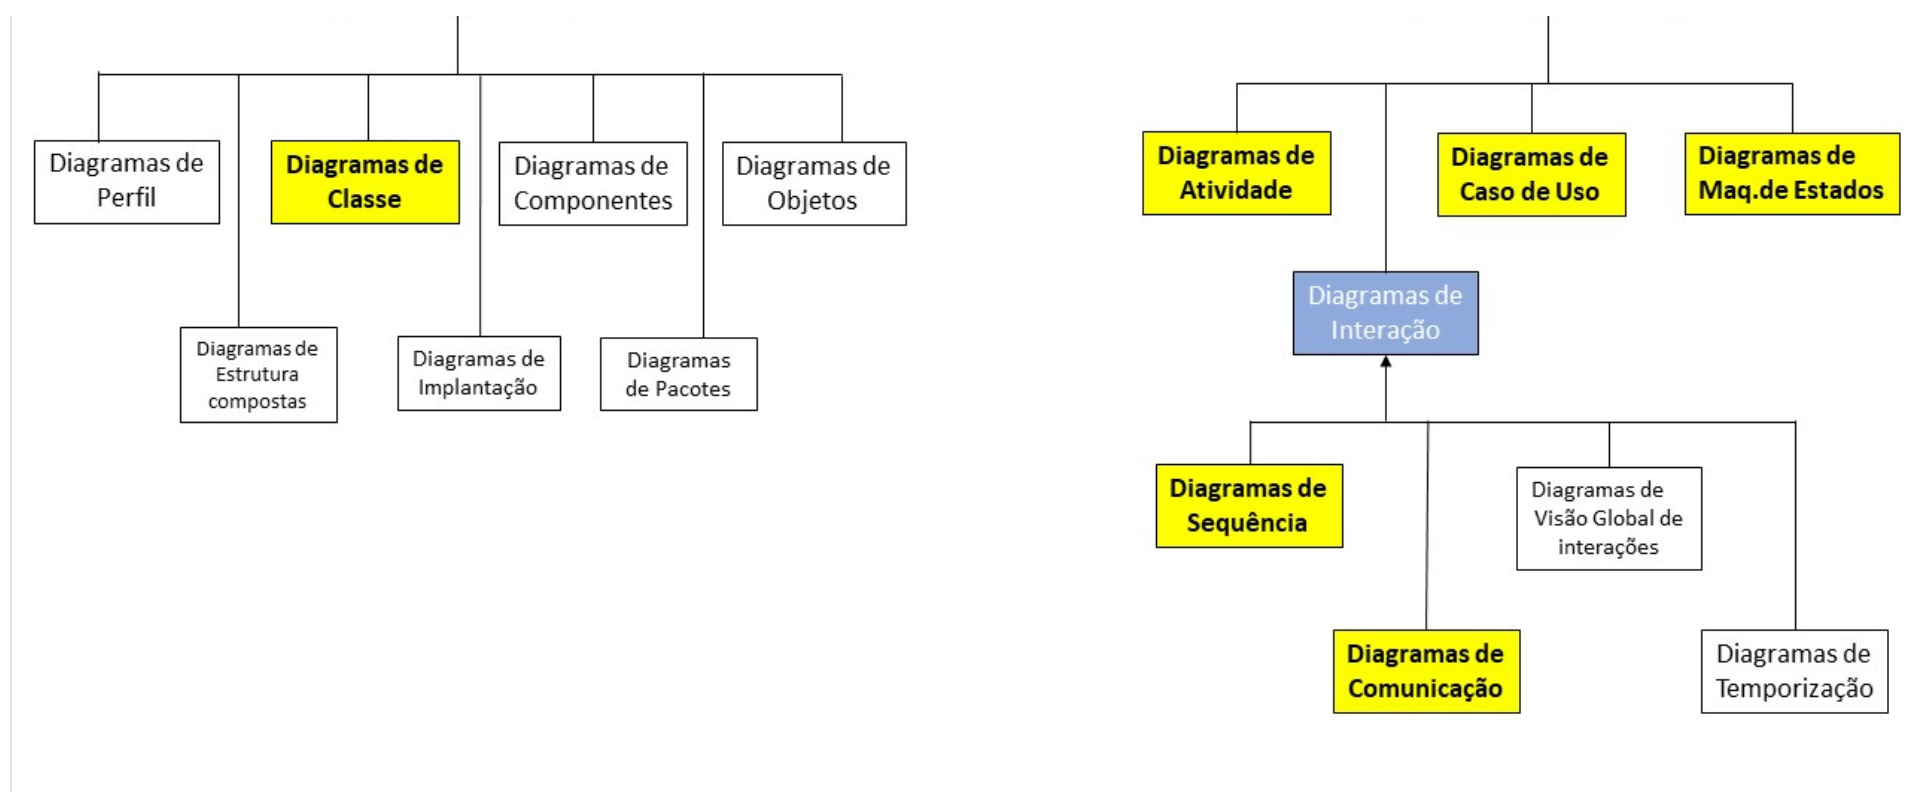 Diagramas de
Perfil
Diagramas de
Classe
Diagramas de
Componentes
Diagramas de
Objetos
Diagramas de
Estrutura
compostas
Diagramas de
Implantação
Diagramas
de Pacotes
Diagramas de
Atividade
Diagramas de
Caso de Uso
Diagramas de
Maq.de Estados
Diagramas de
Interação
Diagramas de
Sequência
Diagramas de
Visão Global de
interações
Diagramas de
Comunicação
Diagramas de
Temporização